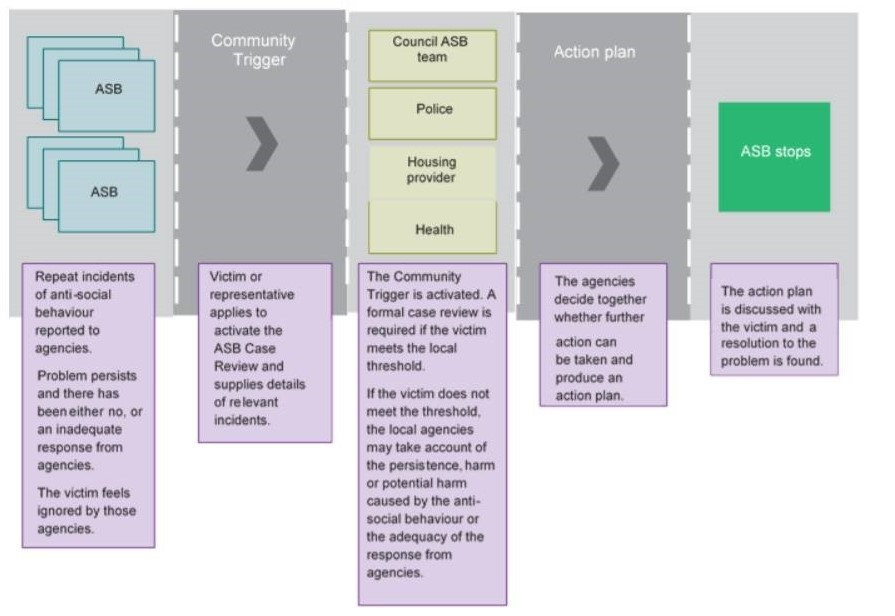 ASB
ASB
Repeat incidents
of anti-social
behaviour
reported to
agencies.
Problem persists
and there has
been either no, or
an inadequate
response from
agencies.
The victim feels
ignored by those
agencies.
Community
Trigger
Victim or
representative
applies to
activate the
ASB Case
Review and
supplies details
of relevant
incidents.
Council ASB
team
Police
Housing
provider
Health
The Community
Trigger is activated. A
formal case review is
required if the victim
meets the local
threshold.
If the victim does not
meet the threshold,
the local agencies
may take account of
the persistence, harm
or potential harm
caused by the anti-
social behaviour or
the adequacy of the
response from
agencies.
Action plan
The agencies
decide together
whether further
action can
be taken and
produce an
action plan.
ASB stops
The action plan
is discussed with
the victim and a
resolution to the
problem is found.